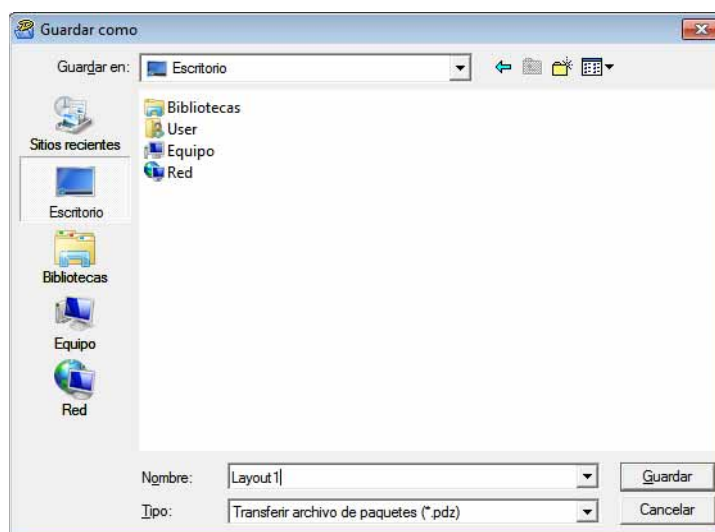 Guardar como
Guardar en: Escritorio
Sitios recientes
Escritorio
Bibliotecas
Equipo
Red
Bibliotecas
User
Equipo
Red
Nombre: Layout1 Guardar
Tipo: Transferir archivo de paquetes (*.pdz) Cancelar